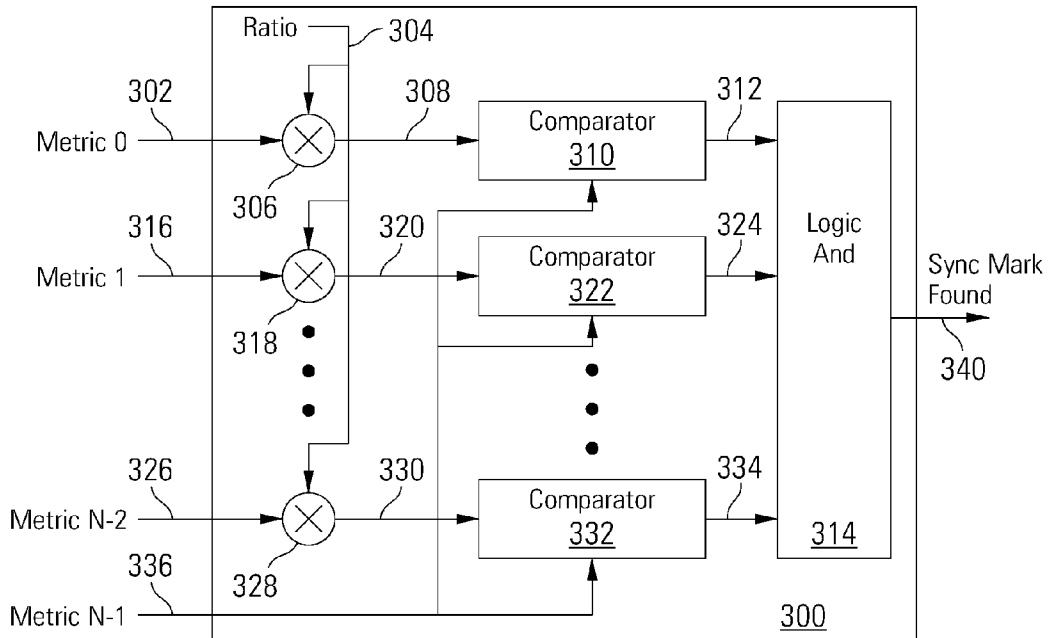 Ratio
304
302
308
312
Metric 0
Comparator
310
306
316
320
324
Logic
And
Metric 1
Comparator
322
Sync Mark
Found
318
340
326
330
334
Metric N-2
Comparator
332
314
336
328
Metric N-1
300